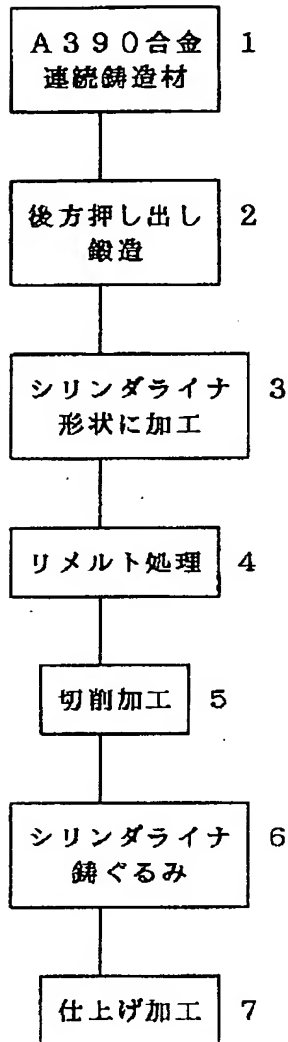 A390合金 1
連続鋳造材
後方押し出し 2
鍛造
シリンダライナ 3
形状に加工
リメルト処理 4
切削加工 5
シリンダライナ 6
鋳ぐるみ
仕上げ加工 7